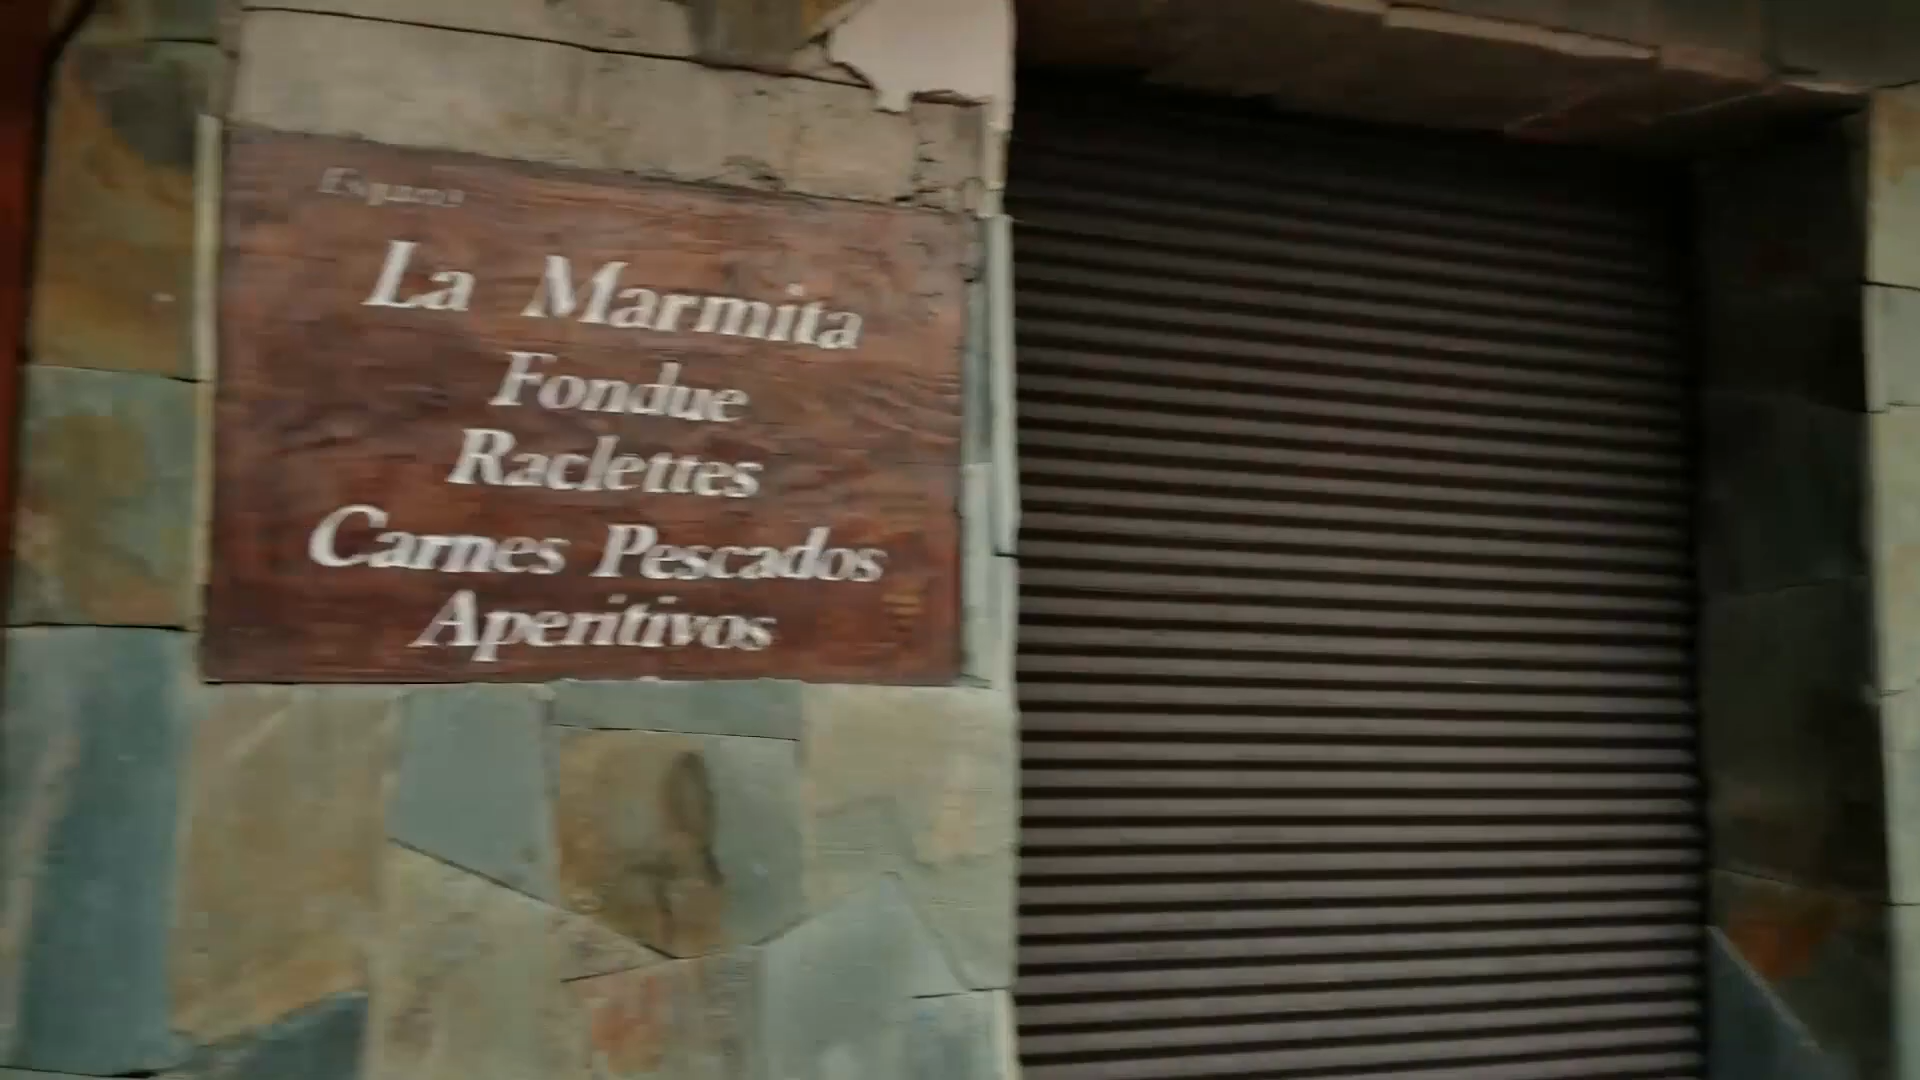 La Marmita
Fondue
Raclettes
Carnes Pescados
Aperitivos